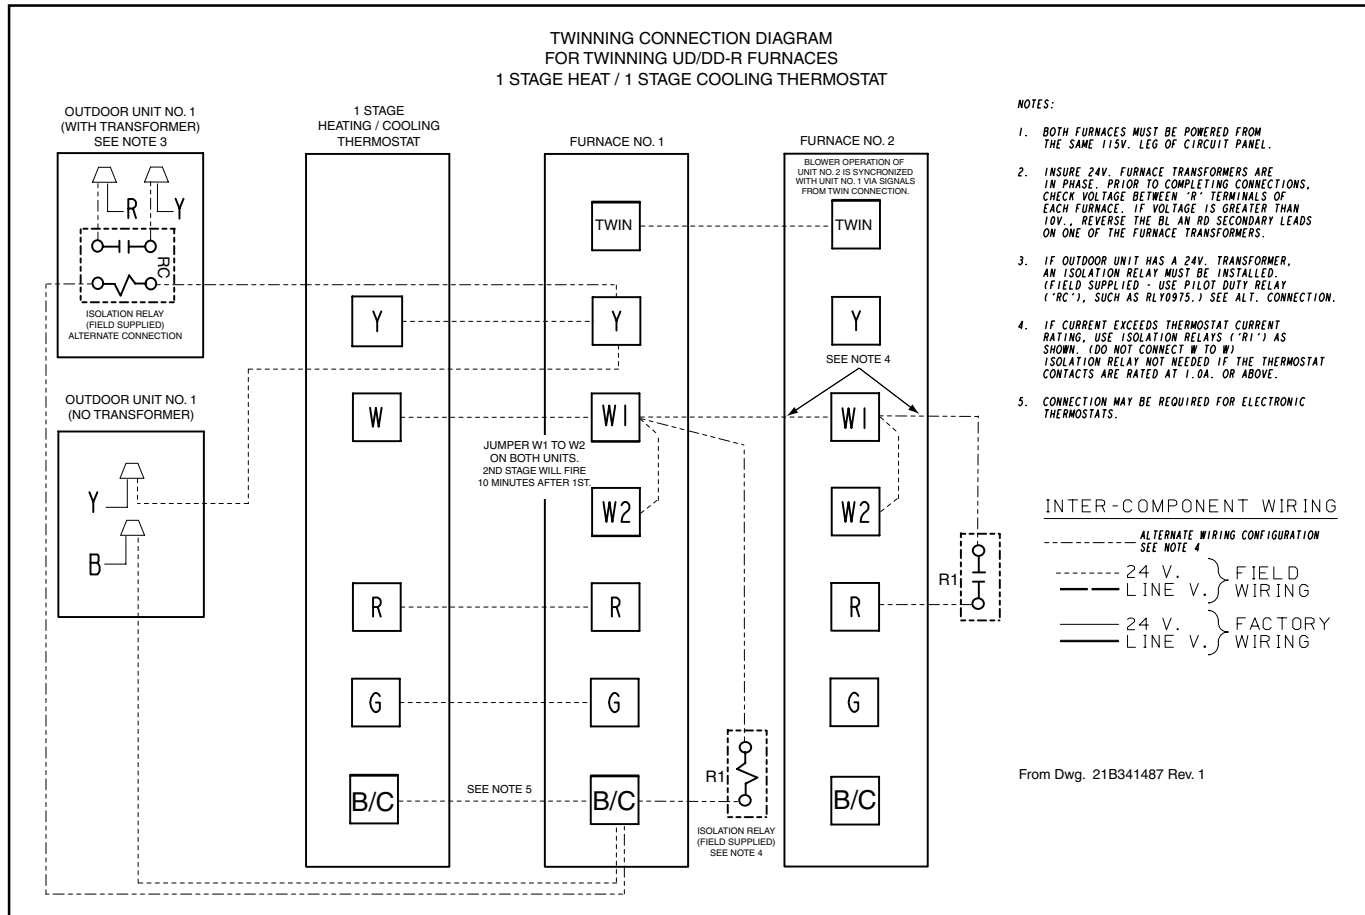 TWINNING CONNECTION DIAGRAM
FOR TWINNING UD/DD-R FURNACES
1 STAGE HEAT / 1 STAGE COOLING THERMOSTAT
OUTDOOR UNIT NO. 1
(WITH TRANSFORMER)
SEE NOTE 3
R
Y
RC
ISOLATION RELAY
(FIELD SUPPLIED)
ALTERNATE CONNECTION
OUTDOOR UNIT NO. 1
(NO TRANSFORMER)
Y
B
1 STAGE
HEATING / COOLING
THERMOSTAT
Y
W
R
G
B/C
SEE NOTE 5
FURNACE NO. 1
TWIN
Y
W1
JUMPER W1 TO W2
ON BOTH UNITS.
2ND STAGE WILL FIRE
10 MINUTES AFTER 1ST.
W2
R
G
B/C
R1
ISOLATION RELAY
(FIELD SUPPLIED)
SEE NOTE 4
FURNACE NO. 2
BLOWER OPERATION OF
UNIT NO. 2 IS SYNCRONIZED
WITH UNIT NO. 1 VIA SIGNALS
FROM TWIN CONNECTION.
TWIN
Y
SEE NOTE 4
W1
W2
R
G
B/C
R1
NOTES:
1. BOTH FURNACES MUST BE POWERED FROM
THE SAME 115V. LEG OF CIRCUIT PANEL.
2. INSURE 24V. FURNACE TRANSFORMERS ARE
IN PHASE. PRIOR TO COMPLETING CONNECTIONS,
CHECK VOLTAGE BETWEEN 'R' TERMINALS OF
EACH FURNACE. IF VOLTAGE IS GREATER THAN
10V., REVERSE THE BL AN RD SECONDARY LEADS
ON ONE OF THE FURNACE TRANSFORMERS.
3. IF OUTDOOR UNIT HAS A 24V. TRANSFORMER,
AN ISOLATION RELAY MUST BE INSTALLED.
(FIELD SUPPLIED - USE PILOT DUTY RELAY
('RC'), SUCH AS RLY0975.) SEE ALT. CONNECTION.
4. IF CURRENT EXCEEDS THERMOSTAT CURRENT
RATING, USE ISOLATION RELAYS ('R1') AS
SHOWN. (DO NOT CONNECT W TO W)
ISOLATION RELAY NOT NEEDED IF THE THERMOSTAT
CONTACTS ARE RATED AT 1.0A. OR ABOVE.
5. CONNECTION MAY BE REQUIRED FOR ELECTRONIC
THERMOSTATS.
INTER-COMPONENT WIRING
ALTERNATE WIRING CONFIGURATION
SEE NOTE 4
24 V.
LINE V.
FIELD
WIRING
24 V.
LINE V.
FACTORY
WIRING
From Dwg. 21B341487 Rev. 1